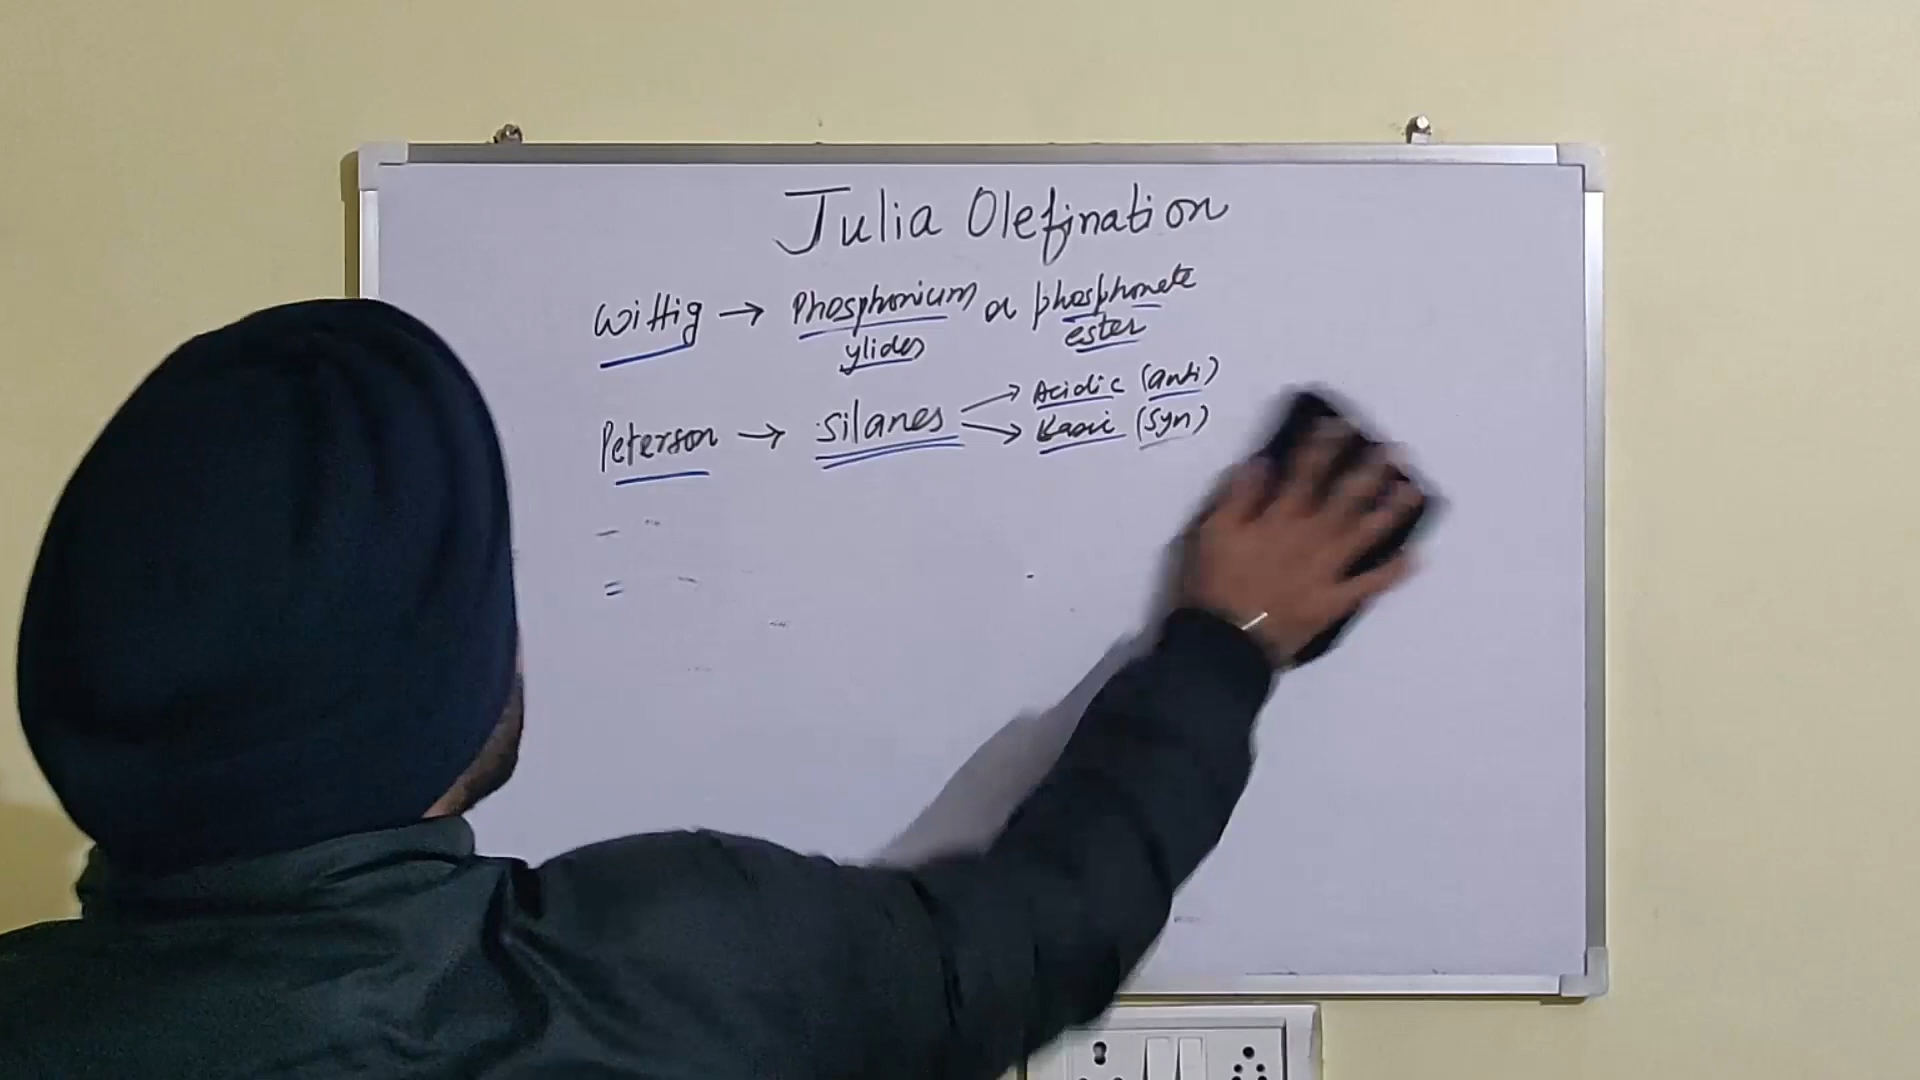 Julia Olefination
Wittig → Phosphonium or phosphonate
ylides ester
Peterson → Silanes → Acidic (anti)
→ Basic (Syn)